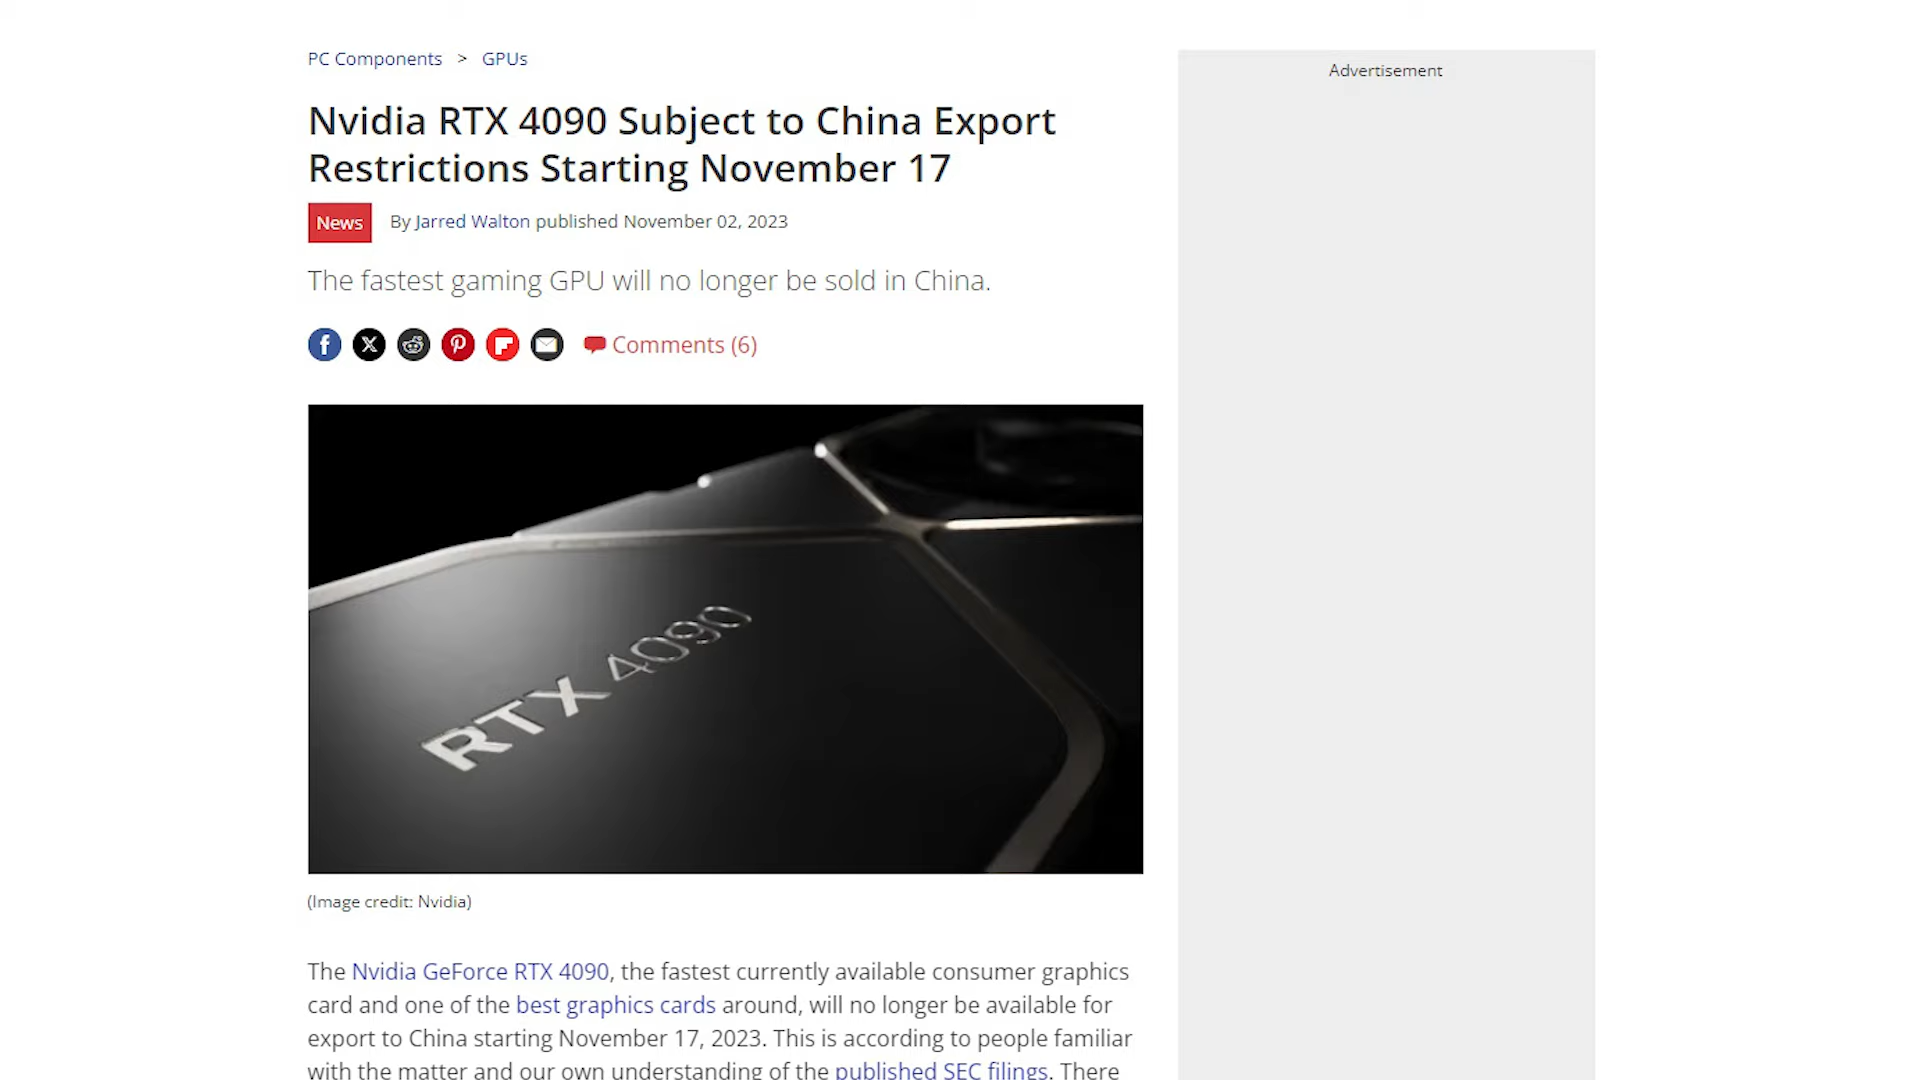 PC Components > GPUs
Advertisement
Nvidia RTX 4090 Subject to China Export
Restrictions Starting November 17
News By Jarred Walton published November 02, 2023
The fastest gaming GPU will no longer be sold in China.
Comments (6)
RTX 4090
(Image credit: Nvidia)
The Nvidia GeForce RTX 4090, the fastest currently available consumer graphics
card and one of the best graphics cards around, will no longer be available for
export to China starting November 17, 2023. This is according to people familiar
with the matter and our own understanding of the published SEC filings. There